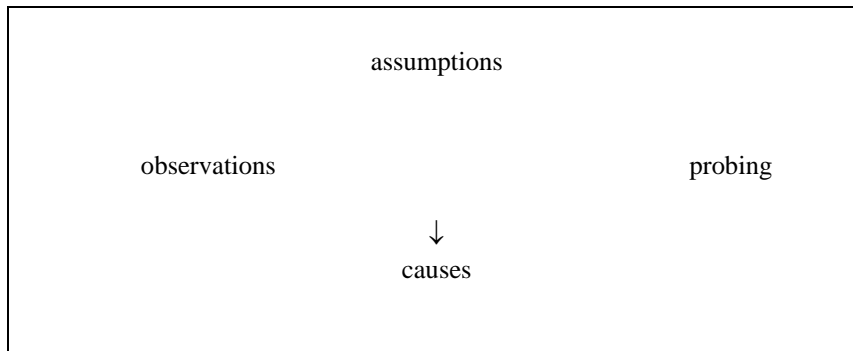 assumptions
observations probing
↓
causes